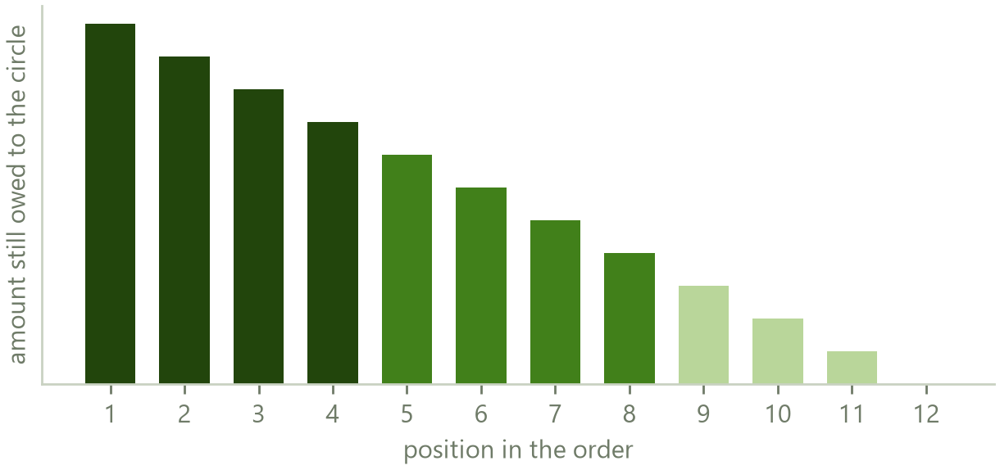 amount still owed to the circle
1 2 3 4 5 6 7 8 9 10 11 12
position in the order